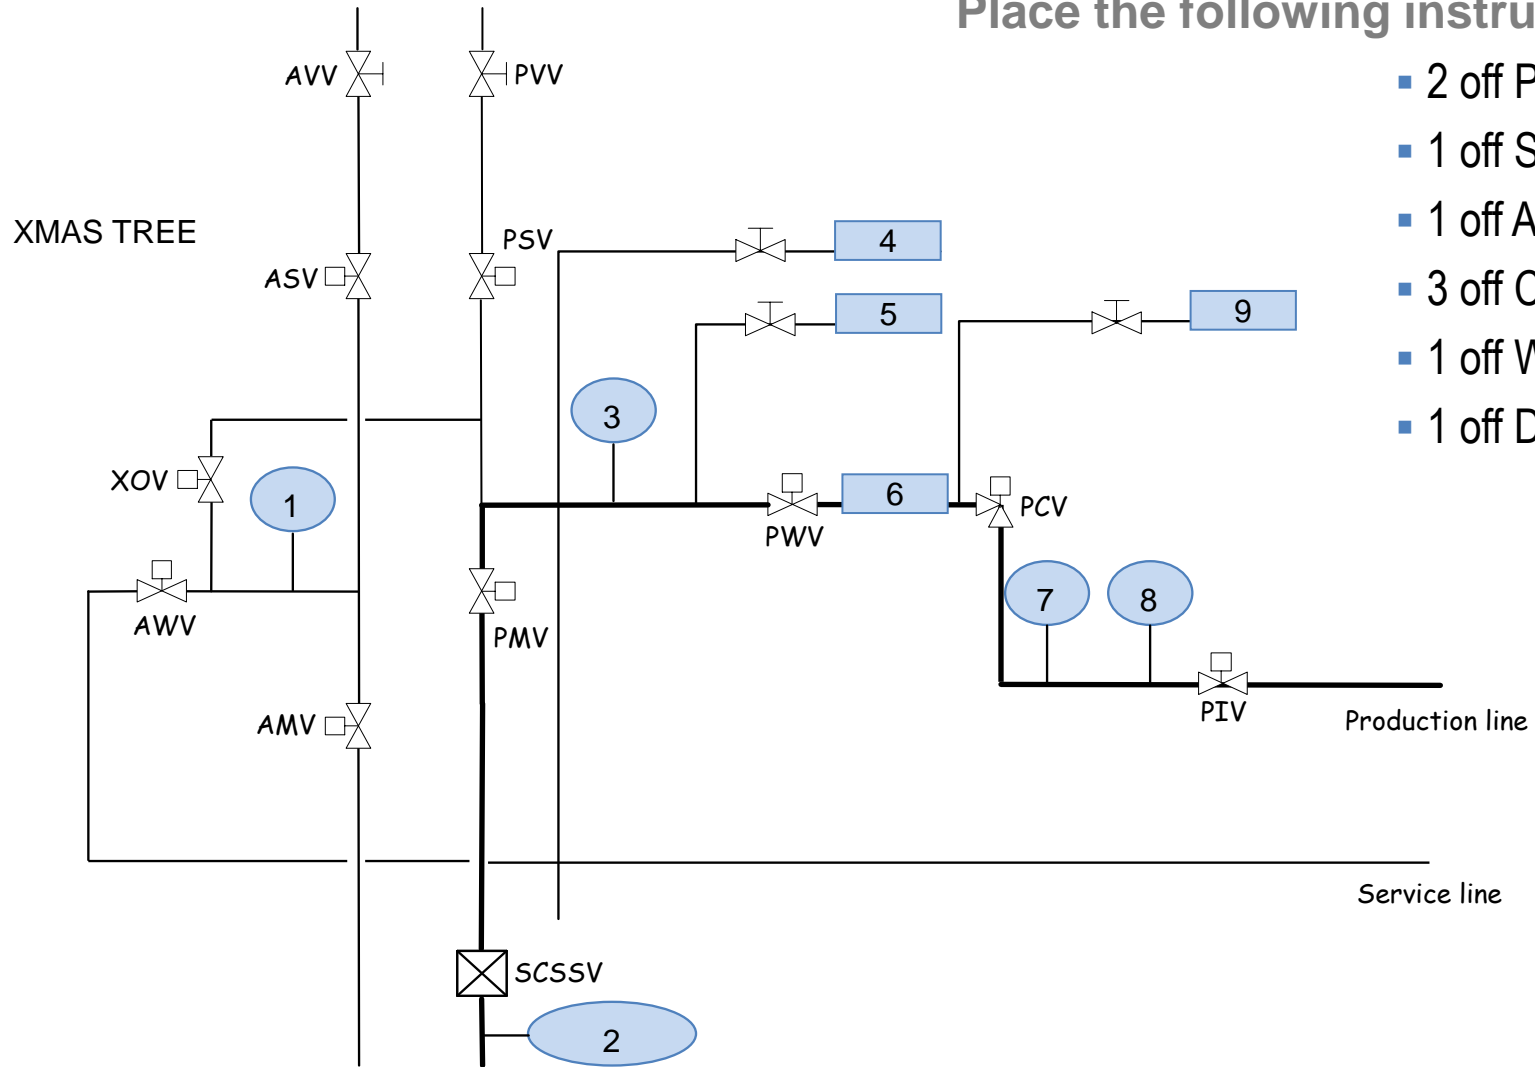 Place the following instru
AVV
PVV
▪ 2 off P
▪ 1 off S
▪ 1 off A
▪ 3 off C
▪ 1 off W
▪ 1 off D
XMAS TREE
PSV
ASV
4
5
9
3
XOV
1
6
PCV
PWV
AWV
PMV
7
8
AMV
PIV
Production line
Service line
SCSSV
2